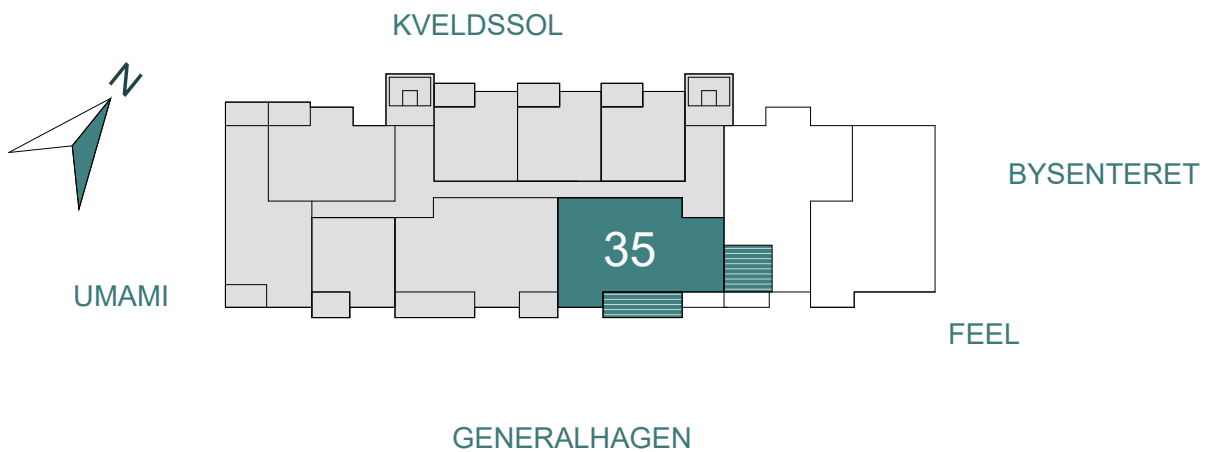 KVELDSSOL
N
BYSENTERET
35
UMAMI
FEEL
GENERALHAGEN